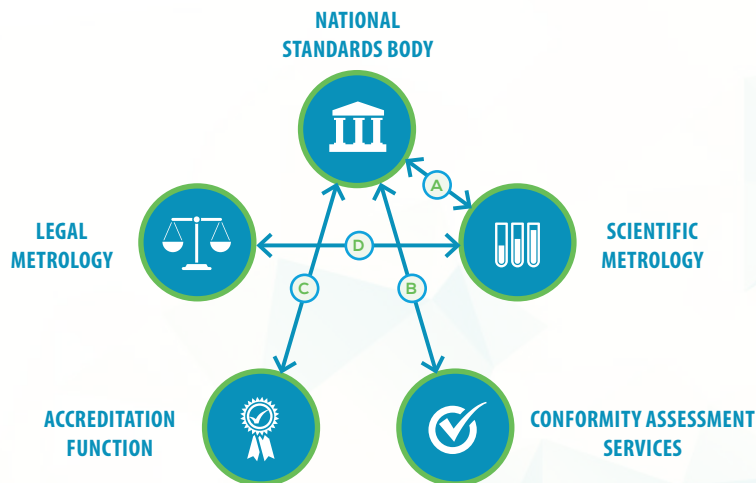 NATIONAL
STANDARDS BODY
A
LEGAL
METROLOGY
D
SCIENTIFIC
METROLOGY
C
B
ACCREDITATION
FUNCTION
CONFORMITY ASSESSMENT
SERVICES